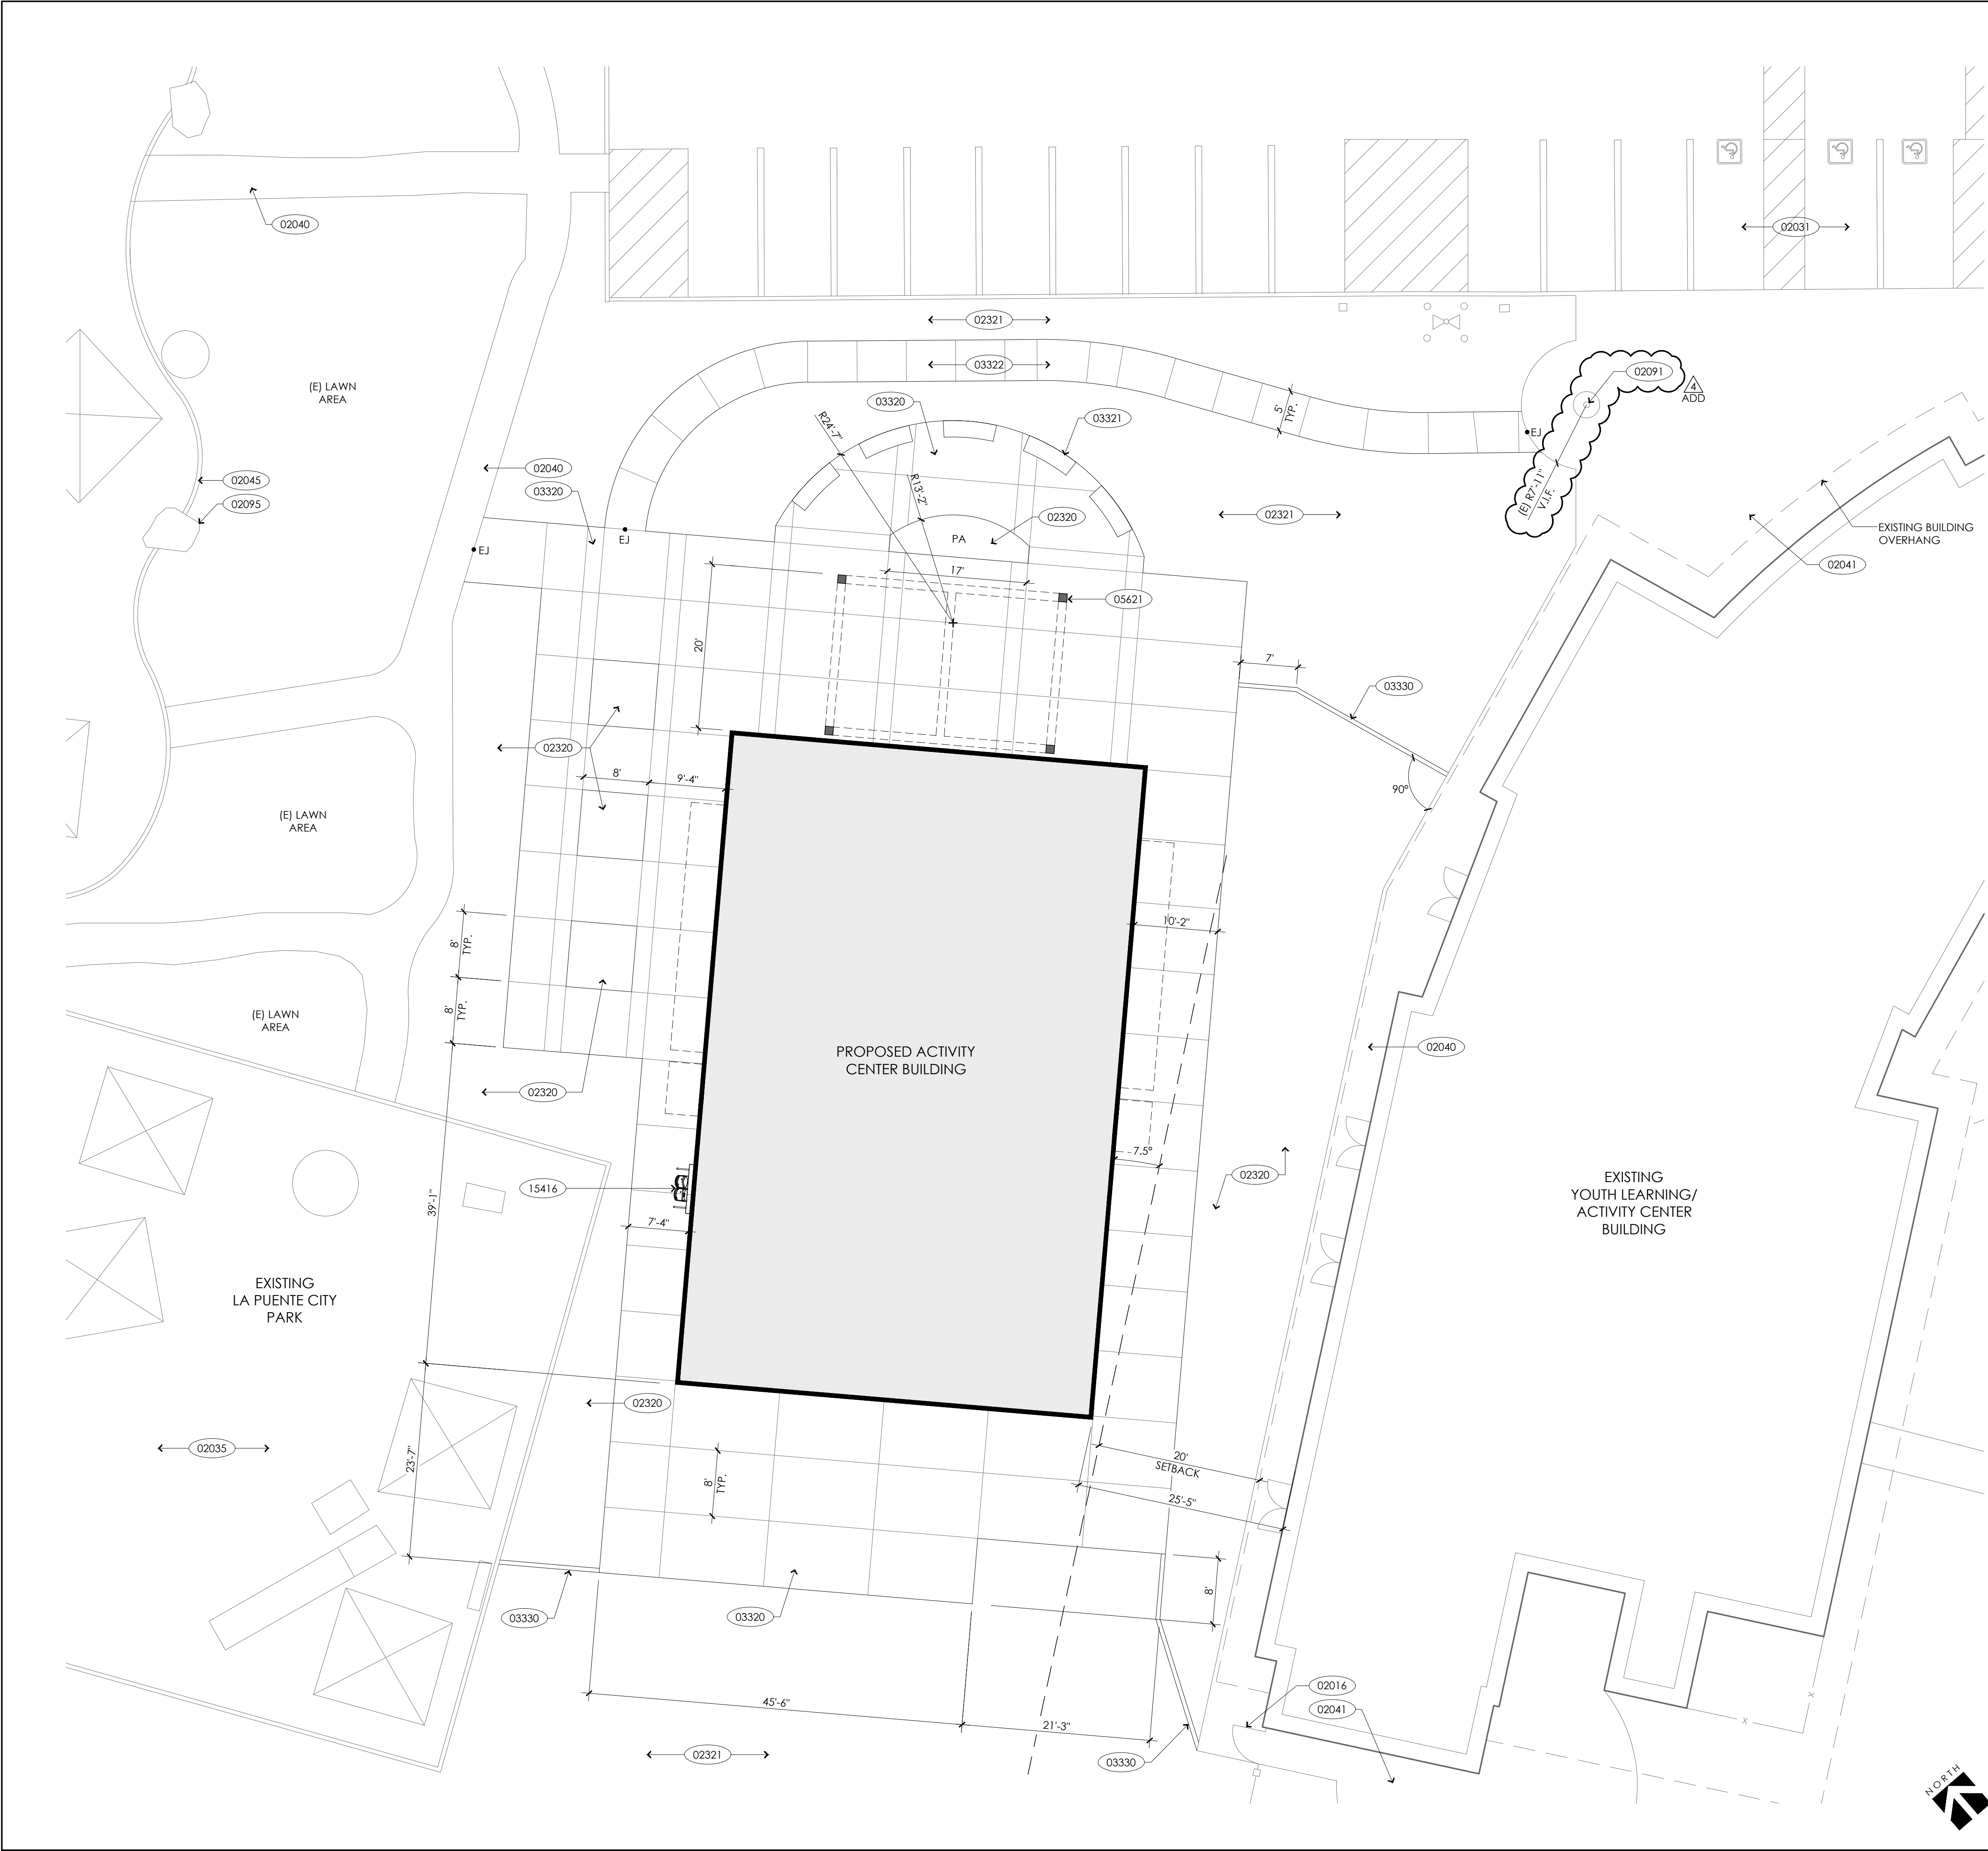 02040
02031
02321
03322
02091
4
ADD
(E) LAWN
AREA
03320
03321
5'
TYP.
R24'-7"
EJ
02045
02095
02040
03320
R13'-2"
02320
02321
(E) R7'-11"
V.I.F.
EXISTING BUILDING
OVERHANG
02041
EJ
EJ
PA
17'
05621
20'
7'
03330
02320
8'
9'-4"
90°
(E) LAWN
AREA
8'
TYP.
10'-2"
8'
TYP.
(E) LAWN
AREA
PROPOSED ACTIVITY
CENTER BUILDING
02040
02320
7.5°
02320
15416
39'-1"
7'-4"
EXISTING
YOUTH LEARNING/
ACTIVITY CENTER
BUILDING
EXISTING
LA PUENTE CITY
PARK
02320
02035
23'-7"
8'
TYP.
20'
SETBACK
25'-5"
8'
03330
03320
45'-6"
21'-3"
02016
02041
02321
03330
X
X
NORTH